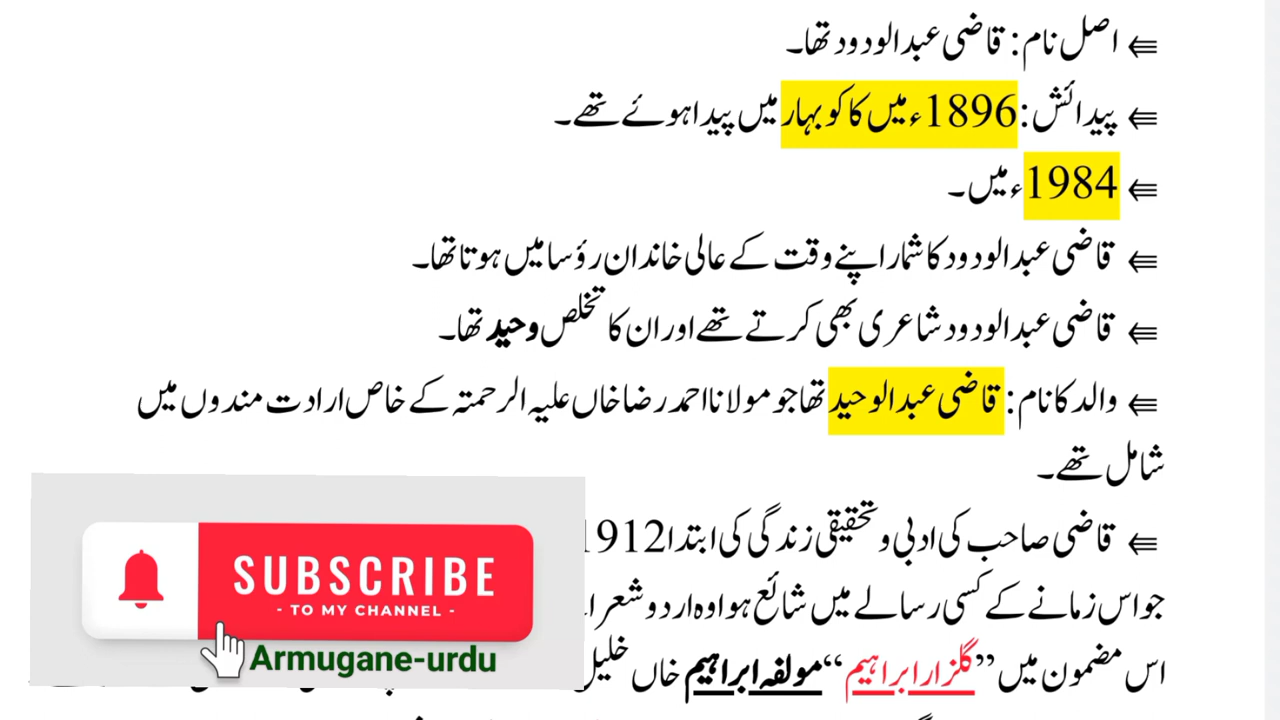 ⇚ اصل نام: قاضی عبدالودود تھا۔
⇚ پیدائش: 1896ء میں کاکو بہار میں پیدا ہوئے تھے۔
⇚ 1984ء میں۔
⇚ قاضی عبدالودود کا شمار اپنے وقت کے عالی خاندان رؤسا میں ہوتا تھا۔
⇚ قاضی عبدالودود شاعری بھی کرتے تھے اور ان کا تخلص وحید تھا۔
⇚ والد کا نام: قاضی عبدالوحید تھا جو مولانا احمد رضا خاں علیہ الرحمتہ کے خاص ارادت مندوں میں
شامل تھے۔
⇚ قاضی صاحب کی ادبی و تحقیقی زندگی کی ابتدا 1912
جو اس زمانے کے کسی رسالے میں شائع ہوا وہ اردو شعرا
اس مضمون میں ”گلزار ابراہیم“ مولفہ ابراہیم خاں خلیل
SUBSCRIBE
- TO MY CHANNEL -
Armugane-urdu